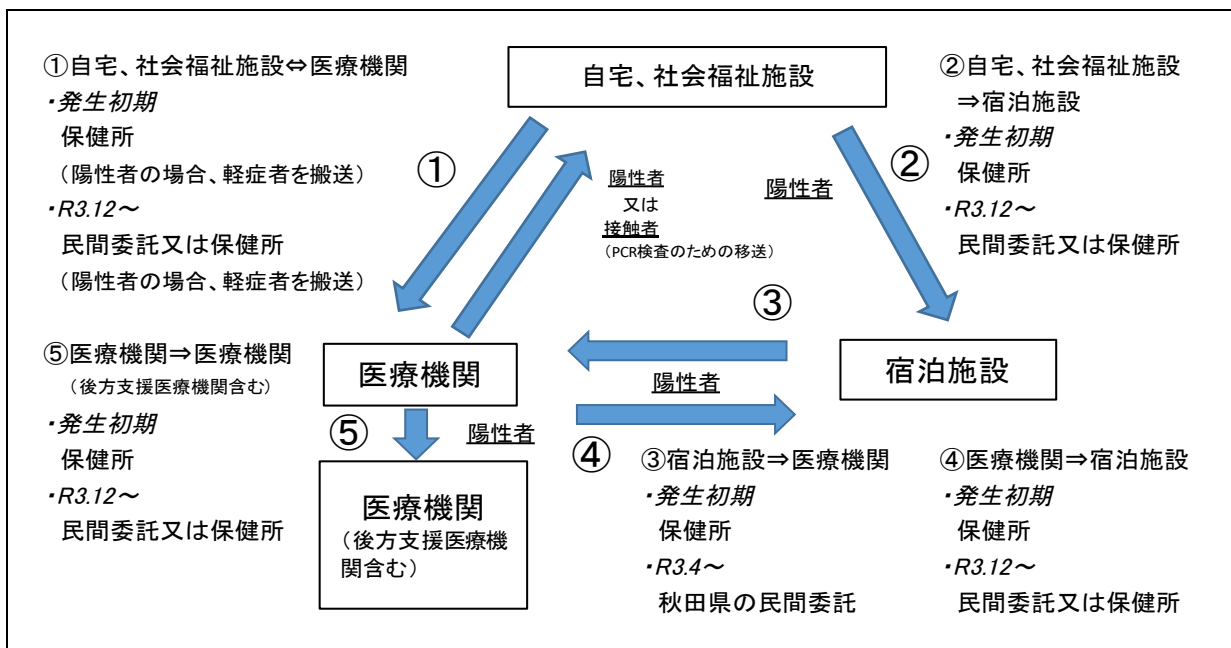 ①自宅、社会福祉施設⇔医療機関
・発生初期
保健所
（陽性者の場合、軽症者を搬送）
・R3.12～
民間委託又は保健所
（陽性者の場合、軽症者を搬送）
自宅、社会福祉施設
②自宅、社会福祉施設
⇒宿泊施設
・発生初期
保健所
・R3.12～
民間委託又は保健所
①
陽性者
又は
接触者
（PCR検査のための移送）
陽性者
②
③
⑤医療機関⇒医療機関
（後方支援医療機関含む）
・発生初期
保健所
・R3.12～
民間委託又は保健所
医療機関
陽性者
宿泊施設
⑤
陽性者
④
医療機関
（後方支援医療機
関含む）
③宿泊施設⇒医療機関
・発生初期
保健所
・R3.4～
秋田県の民間委託
④医療機関⇒宿泊施設
・発生初期
保健所
・R3.12～
民間委託又は保健所